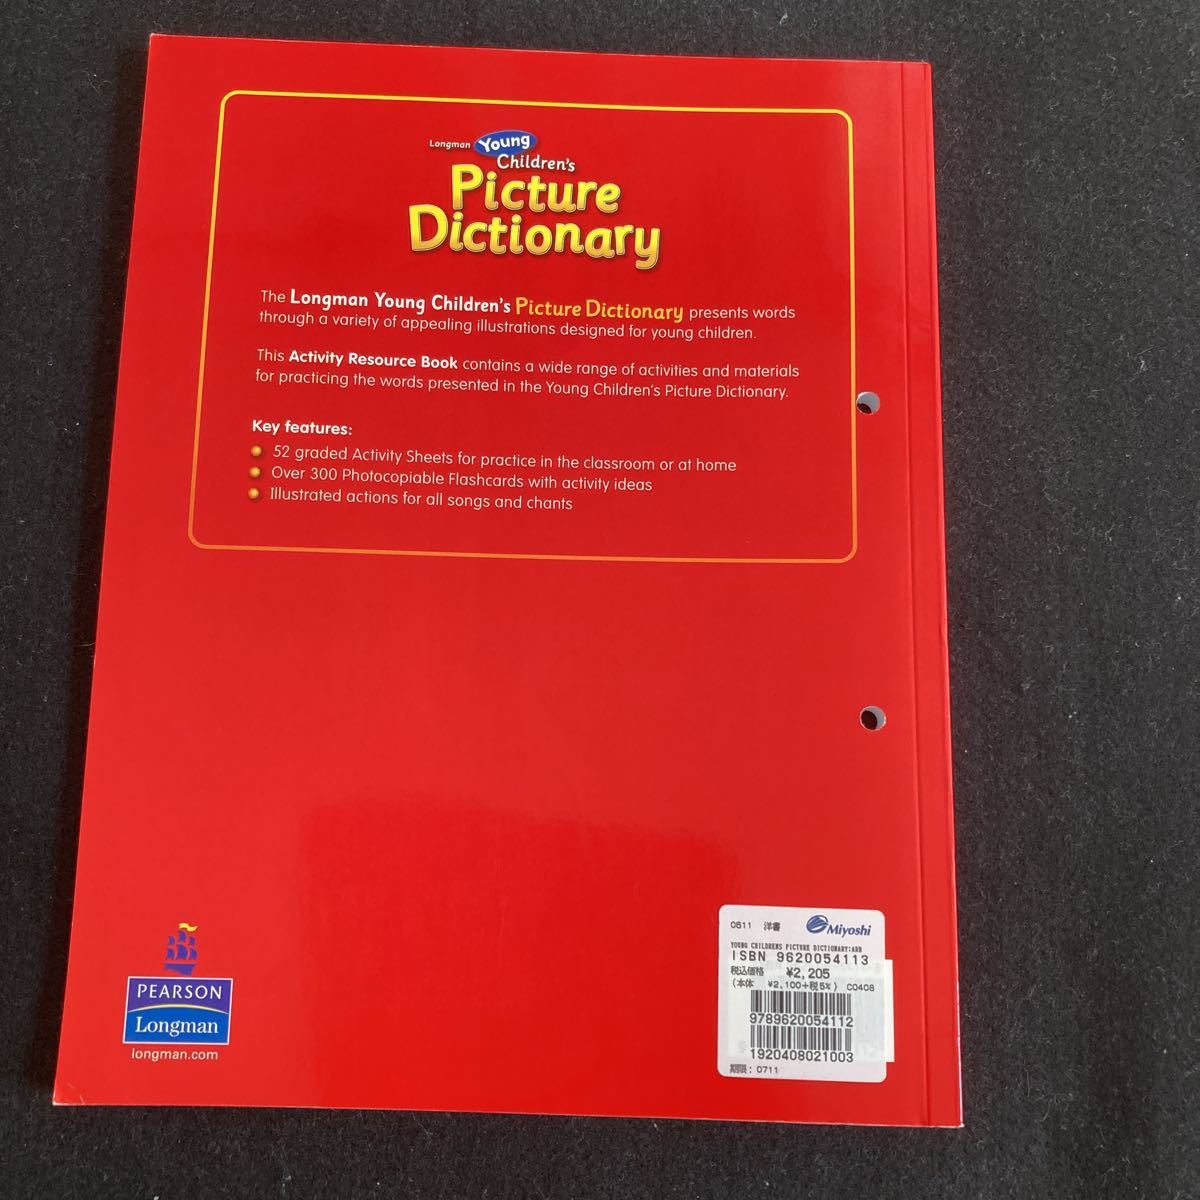 Longman Young
Children's
Picture
Dictionary
The Longman Young Children's Picture Dictionary presents words
through a variety of appealing illustrations designed for young children.
This Activity Resource Book contains a wide range of activities and materials
for practicing the words presented in the Young Children's Picture Dictionary.
Key features:
52 graded Activity Sheets for practice in the classroom or at home
Over 300 Photocopiable Flashcards with activity ideas
Illustrated actions for all songs and chants
PEARSON
Longman
longman.com
0611 洋書 Miyoshi
YOUNG CHILDRENS PICTURE DICTIONARY:ARB
ISBN 9620054113
税込価格 ¥2,205
(本体 ¥2,100+税5%) C0408
9789620054112
1920408021003
期限: 0711